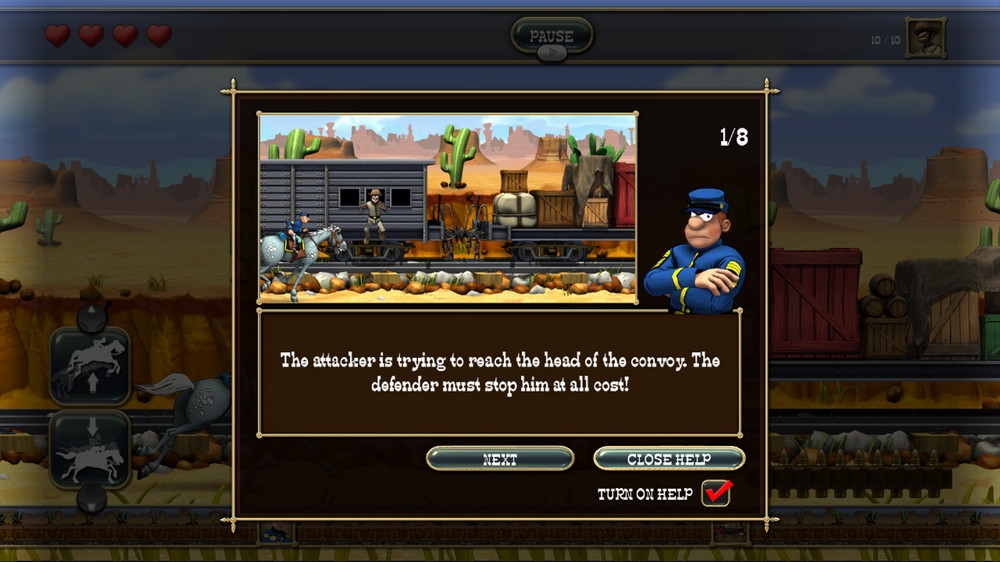 PAUSE
10 / 10
1/8
The attacker is trying to reach the head of the convoy. The
defender must stop him at all cost!
NEXT
CLOSE HELP
TURN ON HELP